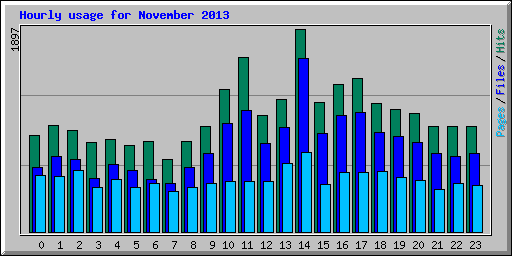 Hourly usage for November 2013
1897
Pages/Files/Hits
0 1 2 3 4 5 6 7 8 9 10 11 12 13 14 15 16 17 18 19 20 21 22 23